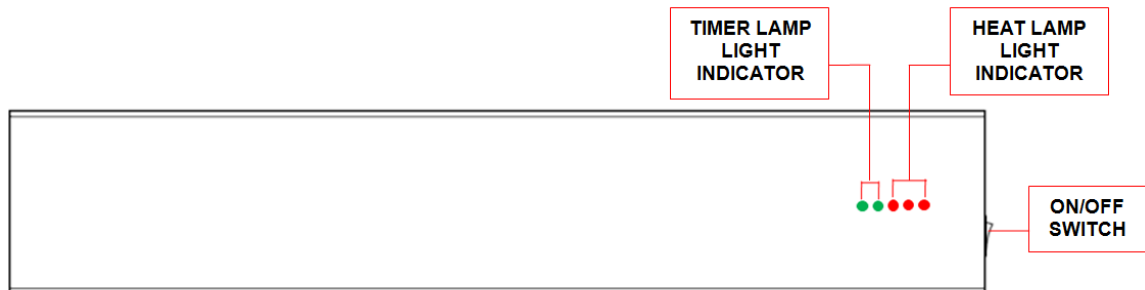 TIMER LAMP
LIGHT
INDICATOR
HEAT LAMP
LIGHT
INDICATOR
ON/OFF
SWITCH